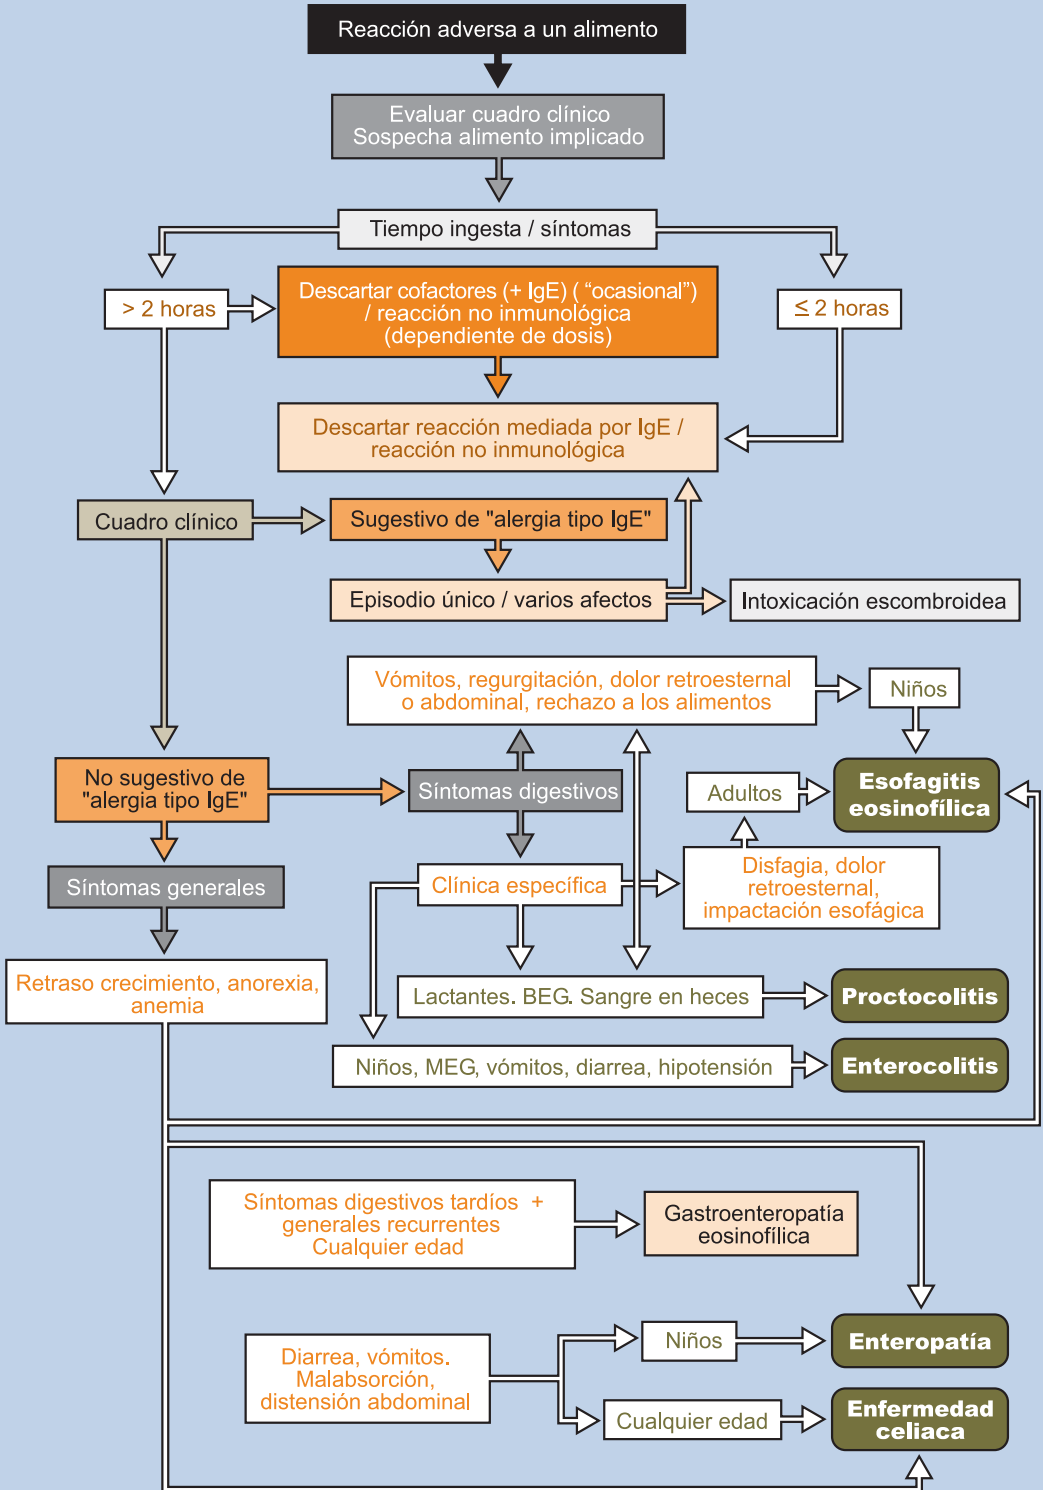 Reacción adversa a un alimento
Evaluar cuadro clínico
Sospecha alimento implicado
Tiempo ingesta / síntomas
> 2 horas
Descartar cofactores (+ IgE) ( “ocasional”)
/ reacción no inmunológica
(dependiente de dosis)
≤ 2 horas
Descartar reacción mediada por IgE /
reacción no inmunológica
Cuadro clínico
Sugestivo de "alergia tipo IgE"
Episodio único / varios afectos
Intoxicación escombroidea
Vómitos, regurgitación, dolor retroesternal
o abdominal, rechazo a los alimentos
Niños
No sugestivo de
"alergia tipo IgE"
Síntomas digestivos
Adultos
Esofagitis
eosinofílica
Síntomas generales
Clínica específica
Disfagia, dolor
retroesternal,
impactación esofágica
Retraso crecimiento, anorexia,
anemia
Lactantes. BEG. Sangre en heces
Proctocolitis
Niños, MEG, vómitos, diarrea, hipotensión
Enterocolitis
Síntomas digestivos tardíos +
generales recurrentes
Cualquier edad
Gastroenteropatía
eosinofílica
Diarrea, vómitos.
Malabsorción,
distensión abdominal
Niños
Enteropatía
Cualquier edad
Enfermedad
celiaca